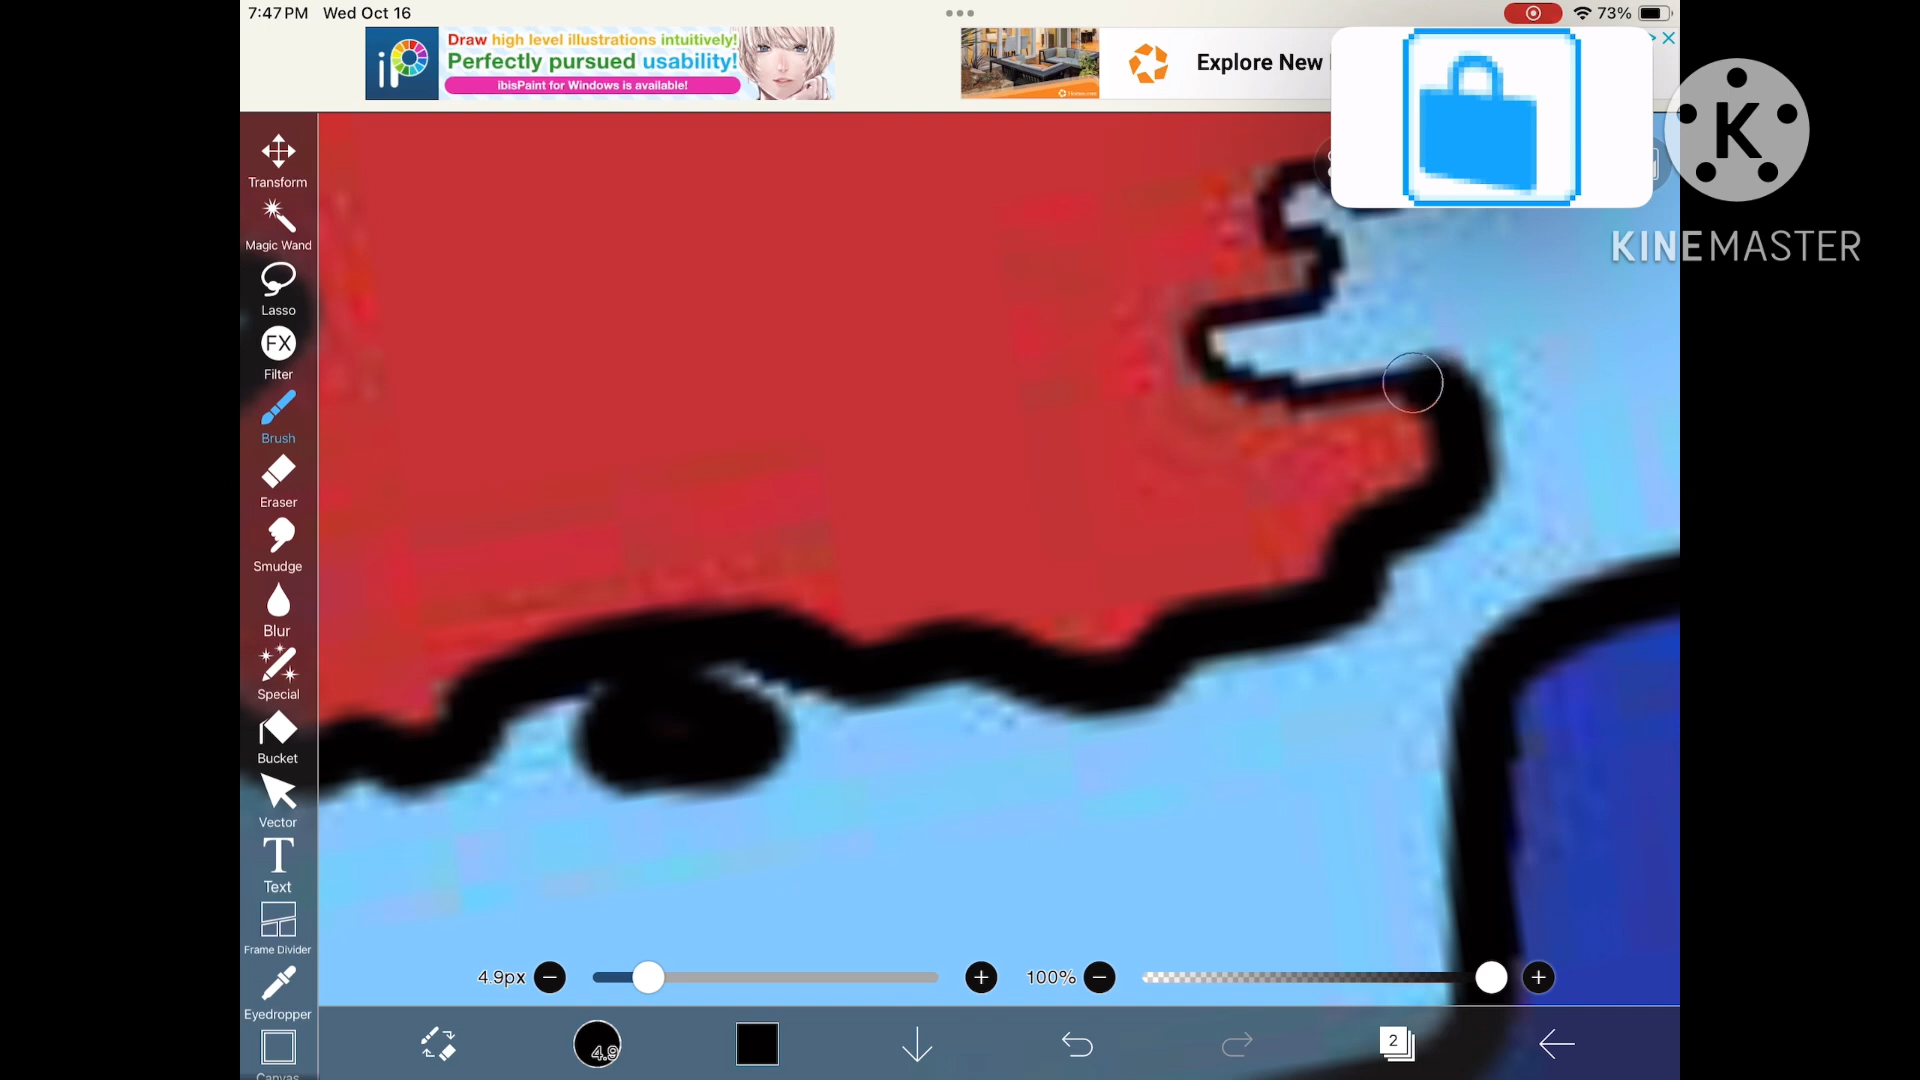 7:47 PM Wed Oct 16
73%
iP
Draw high level illustrations intuitively!
Perfectly pursued usability!
ibisPaint for Windows is available!
Explore New
K
KINEMASTER
Transform
Magic Wand
Lasso
FX
Filter
Brush
Eraser
Smudge
Blur
Special
Bucket
Vector
T
Text
Frame Divider
Eyedropper
Canvas
4.9px
100%
4.9
2